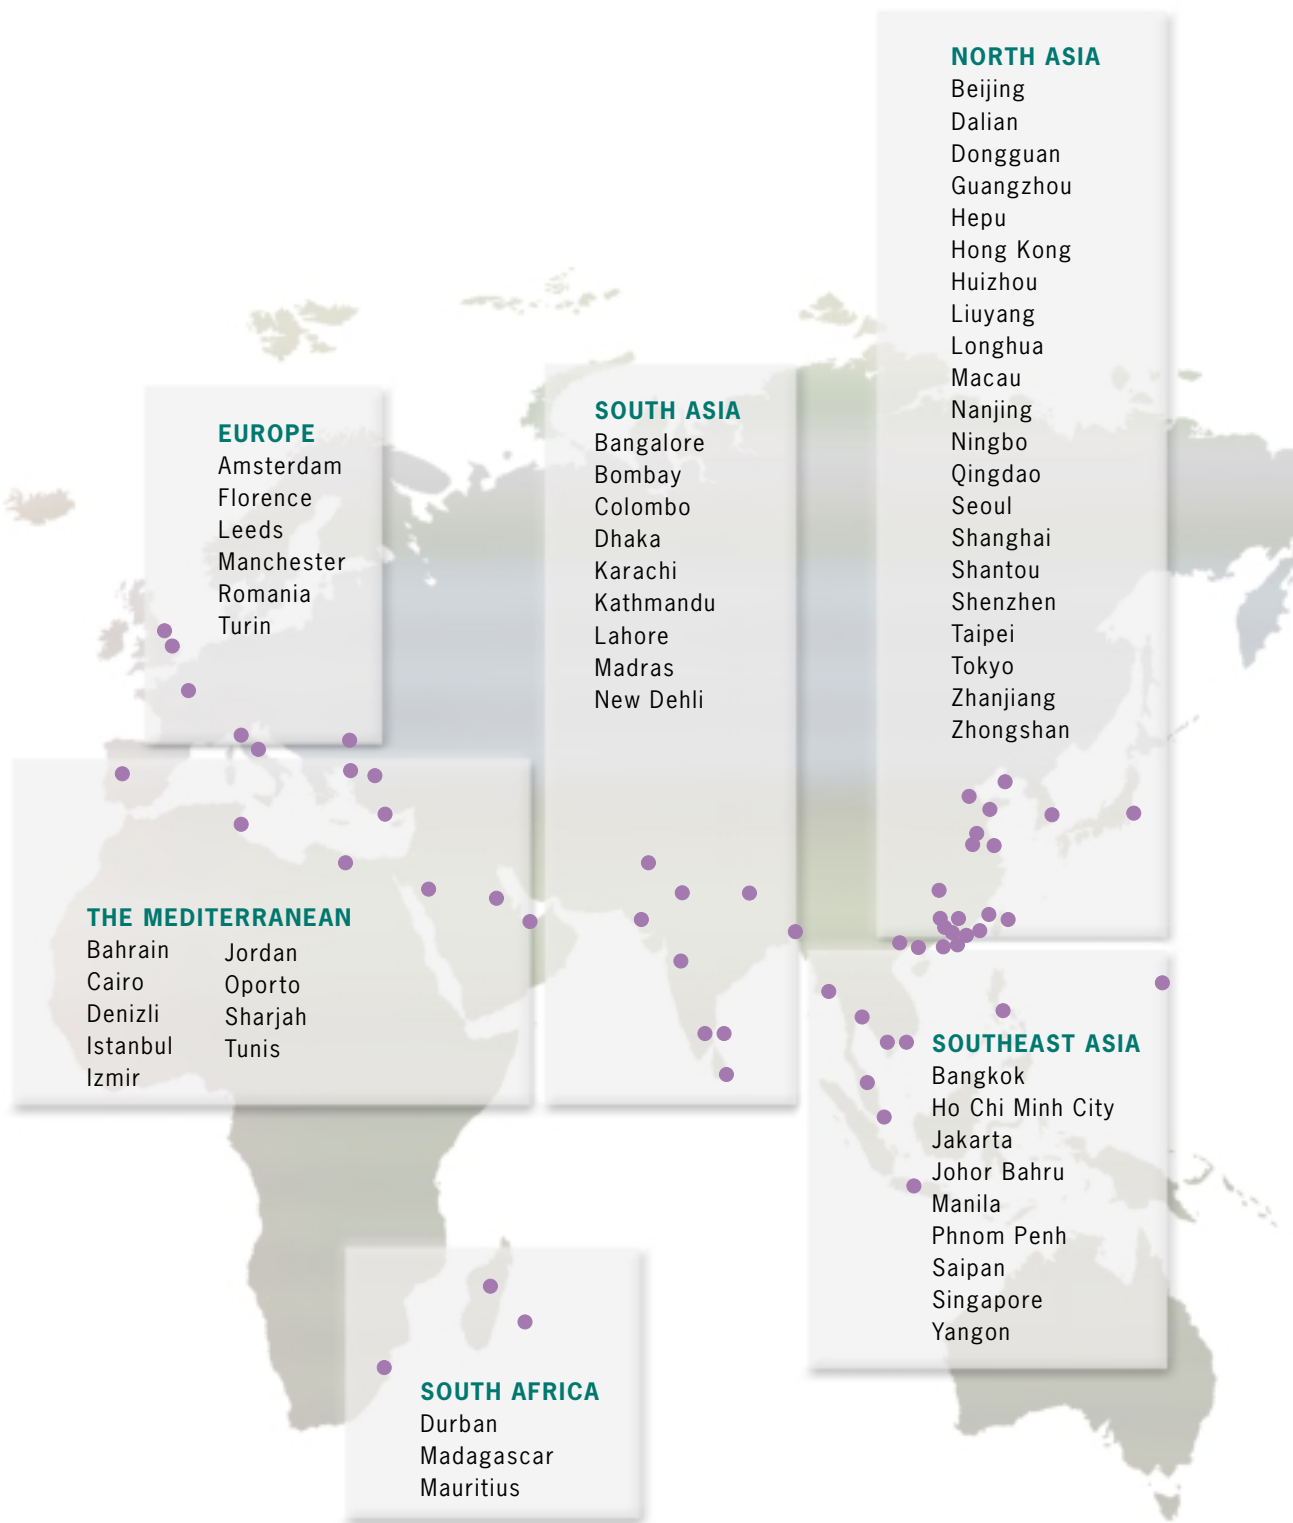 NORTH ASIA
Beijing
Dalian
Dongguan
Guangzhou
Hepu
Hong Kong
Huizhou
Liuyang
Longhua
Macau
Nanjing
Ningbo
Qingdao
Seoul
Shanghai
Shantou
Shenzhen
Taipei
Tokyo
Zhanjiang
Zhongshan
SOUTH ASIA
Bangalore
Bombay
Colombo
Dhaka
Karachi
Kathmandu
Lahore
Madras
New Dehli
EUROPE
Amsterdam
Florence
Leeds
Manchester
Romania
Turin
THE MEDITERRANEAN
Bahrain
Cairo
Denizli
Istanbul
Izmir
Jordan
Oporto
Sharjah
Tunis
SOUTHEAST ASIA
Bangkok
Ho Chi Minh City
Jakarta
Johor Bahru
Manila
Phnom Penh
Saipan
Singapore
Yangon
SOUTH AFRICA
Durban
Madagascar
Mauritius